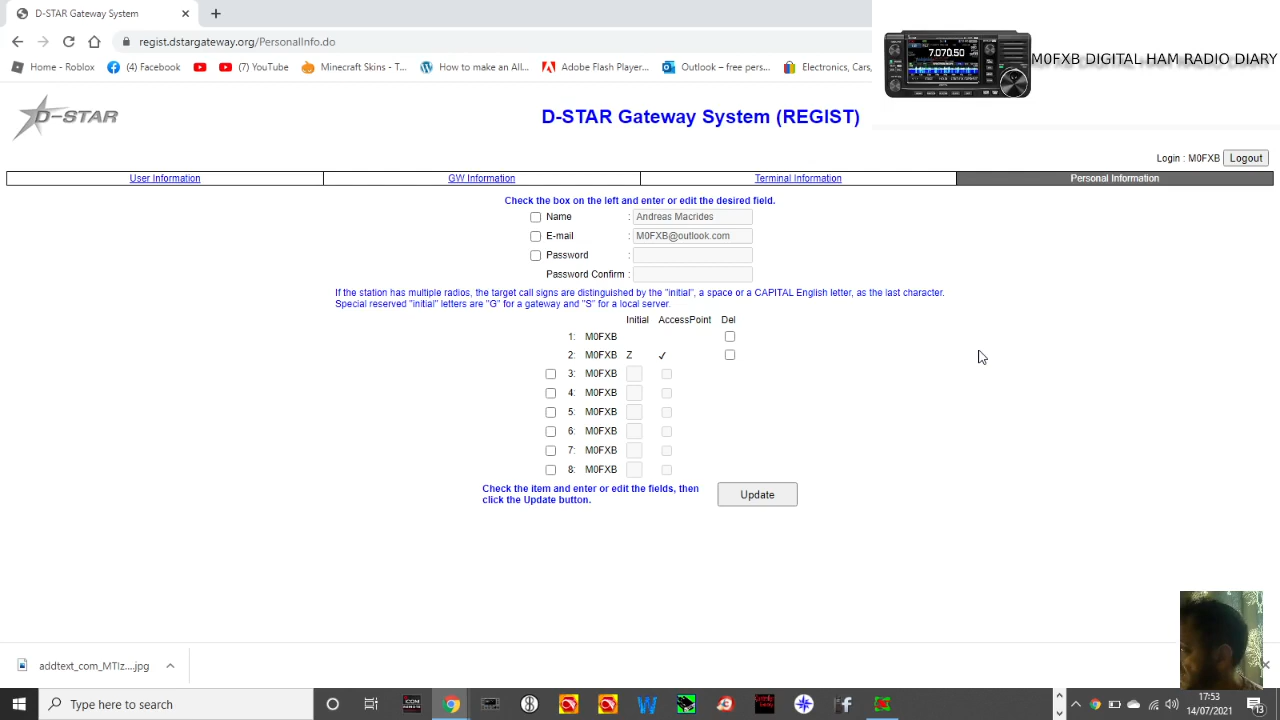 D-STAR Gateway System
regist.dstargateway.org/PersonalInfo.do
Home - Roblox (4) Facebook Skins - T... How to make a Adobe Flash Playe Outlook – free pers... Electronics, Cars,
7.070.50
M0FXB DIGITAL HAM RADIO DIARY
D-STAR
D-STAR Gateway System (REGIST)
Login : M0FXB Logout
User Information GW Information Terminal Information Personal Information
Check the box on the left and enter or edit the desired field.
Name : Andreas Macrides
E-mail : M0FXB@outlook.com
Password :
Password Confirm :
If the station has multiple radios, the target call signs are distinguished by the "initial", a space or a CAPITAL English letter, as the last character.
Special reserved "initial" letters are "G" for a gateway and "S" for a local server.
Initial AccessPoint Del
1: M0FXB
2: M0FXB Z ✓
3: M0FXB
4: M0FXB
5: M0FXB
6: M0FXB
7: M0FXB
8: M0FXB
Check the item and enter or edit the fields, then
click the Update button.
Update
addtext_com_MTIz....jpg
Type here to search
17:53
14/07/2021
13